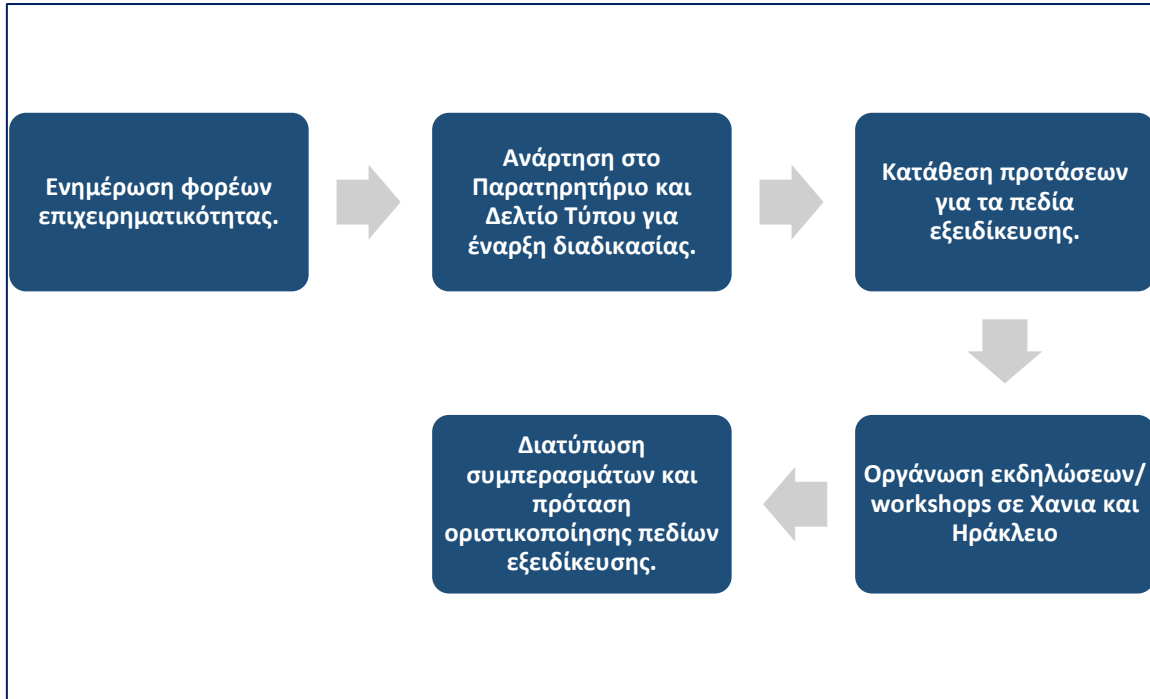 Ενημέρωση φορέων
επιχειρηματικότητας.
Ανάρτηση στο
Παρατηρητήριο και
Δελτίο Τύπου για
έναρξη διαδικασίας.
Κατάθεση προτάσεων
για τα πεδία
εξειδίκευσης.
Οργάνωση εκδηλώσεων/
workshops σε Χανια και
Ηράκλειο
Διατύπωση
συμπερασμάτων και
πρόταση
οριστικοποίησης πεδίων
εξειδίκευσης.